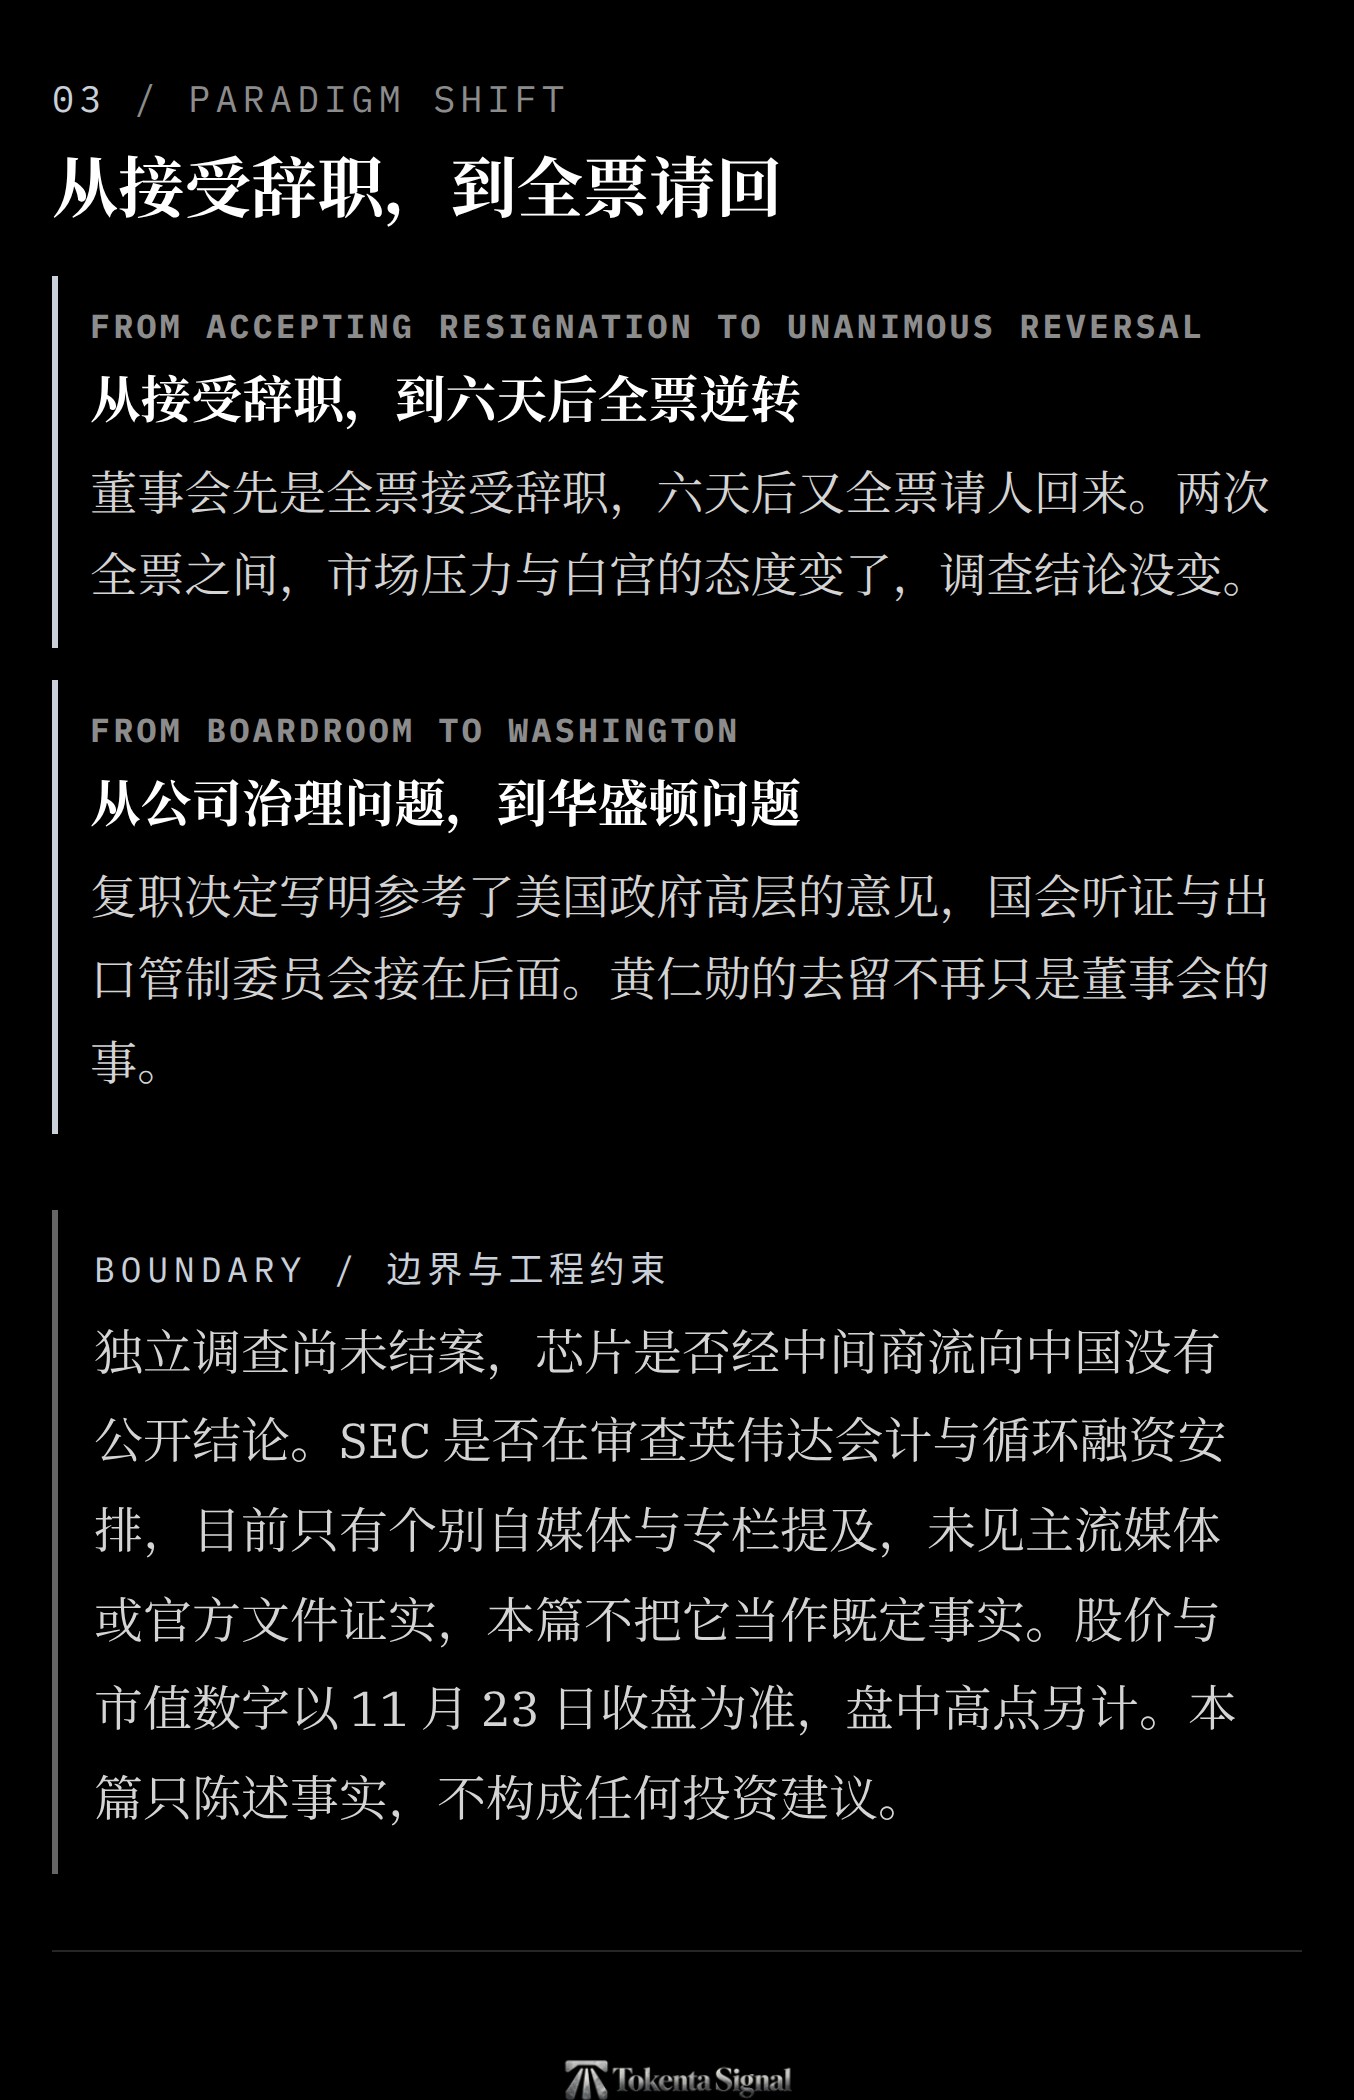 03 / PARADIGM SHIFT
从接受辞职，到全票请回
FROM ACCEPTING RESIGNATION TO UNANIMOUS REVERSAL
从接受辞职，到六天后全票逆转
董事会先是全票接受辞职，六天后又全票请人回来。两次
全票之间，市场压力与白宫的态度变了，调查结论没变。
FROM BOARDROOM TO WASHINGTON
从公司治理问题，到华盛顿问题
复职决定写明参考了美国政府高层的意见，国会听证与出
口管制委员会接在后面。黄仁勋的去留不再只是董事会的
事。
BOUNDARY / 边界与工程约束
独立调查尚未结案，芯片是否经中间商流向中国没有
公开结论。SEC 是否在审查英伟达会计与循环融资安
排，目前只有个别自媒体与专栏提及，未见主流媒体
或官方文件证实，本篇不把它当作既定事实。股价与
市值数字以 11 月 23 日收盘为准，盘中高点另计。本
篇只陈述事实，不构成任何投资建议。
Tokenta Signal